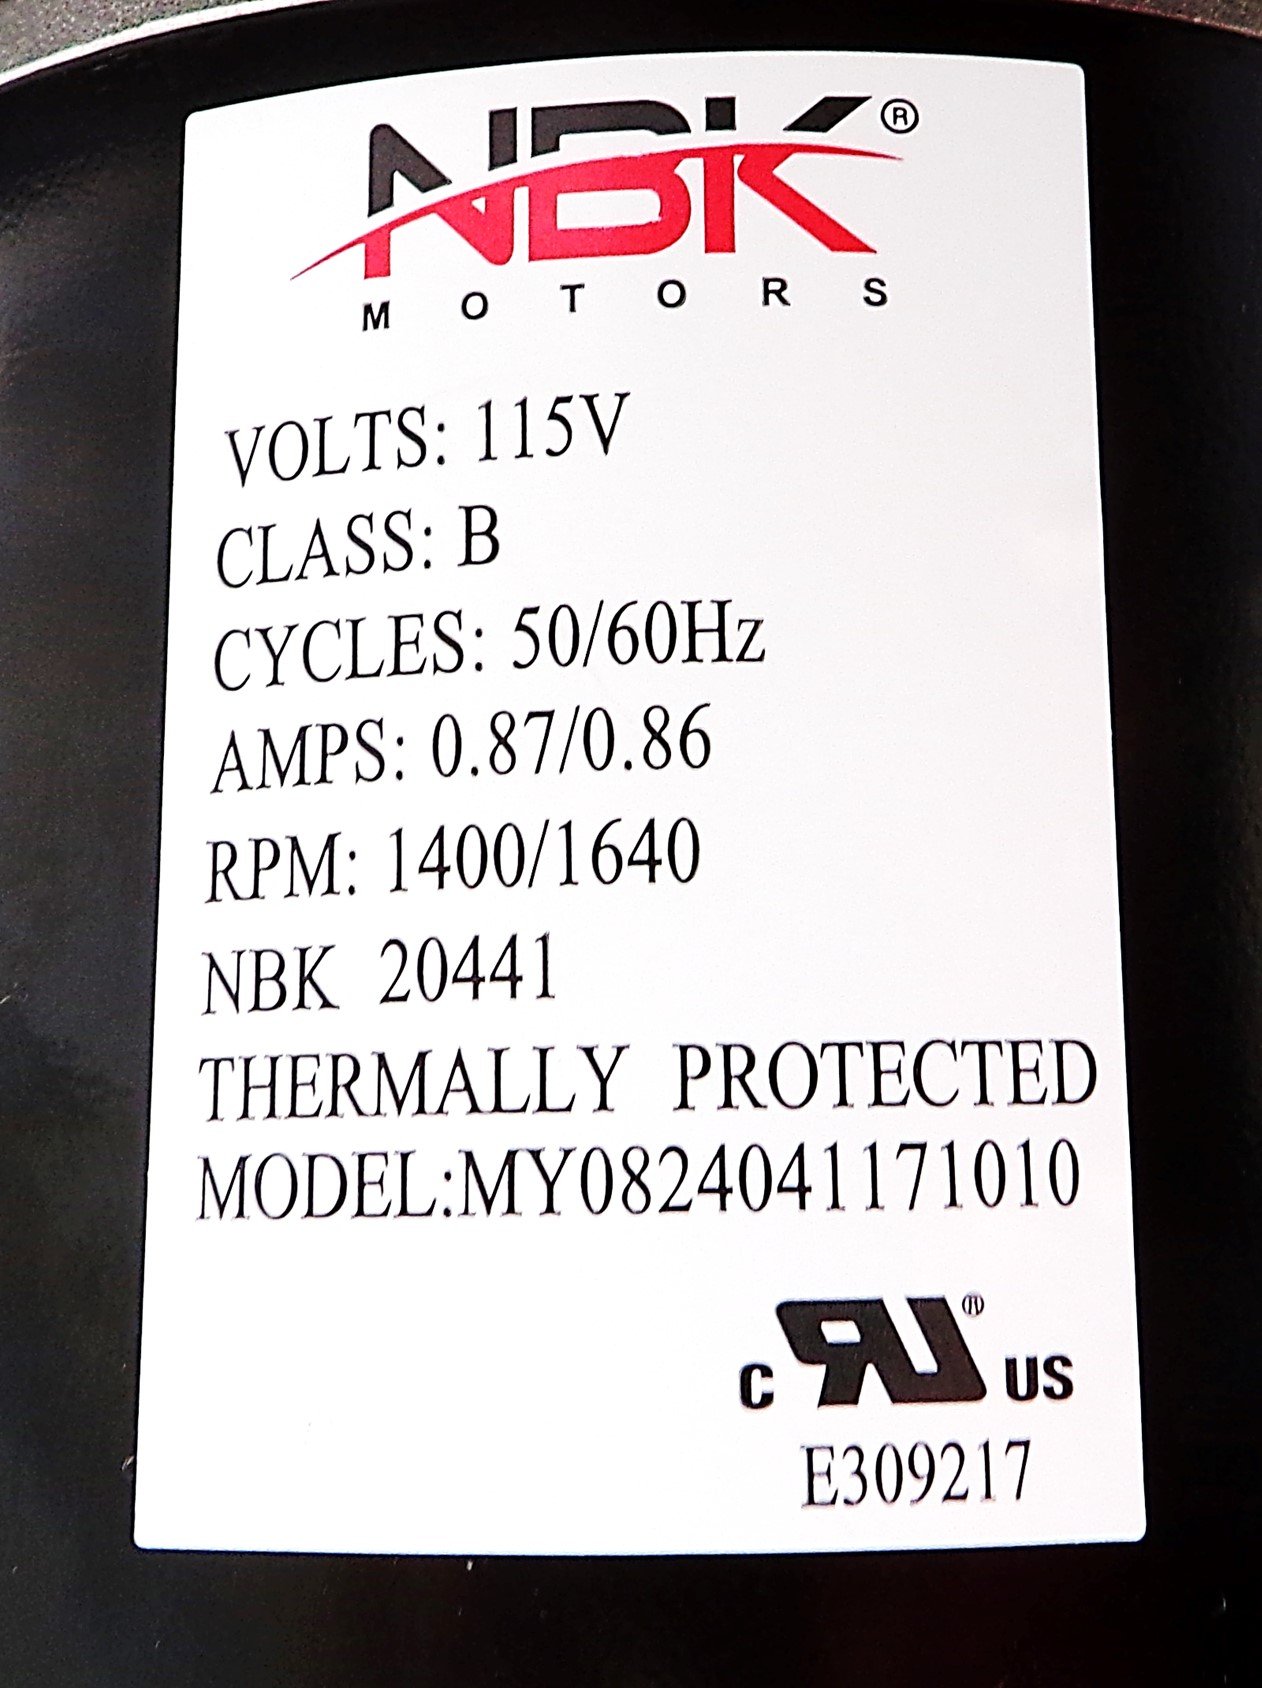 NBK®
MOTORS
VOLTS: 115V
CLASS: B
CYCLES: 50/60Hz
AMPS: 0.87/0.86
RPM: 1400/1640
NBK 20441
THERMALLY PROTECTED
MODEL:MY0824041171010
c RU® US
E309217